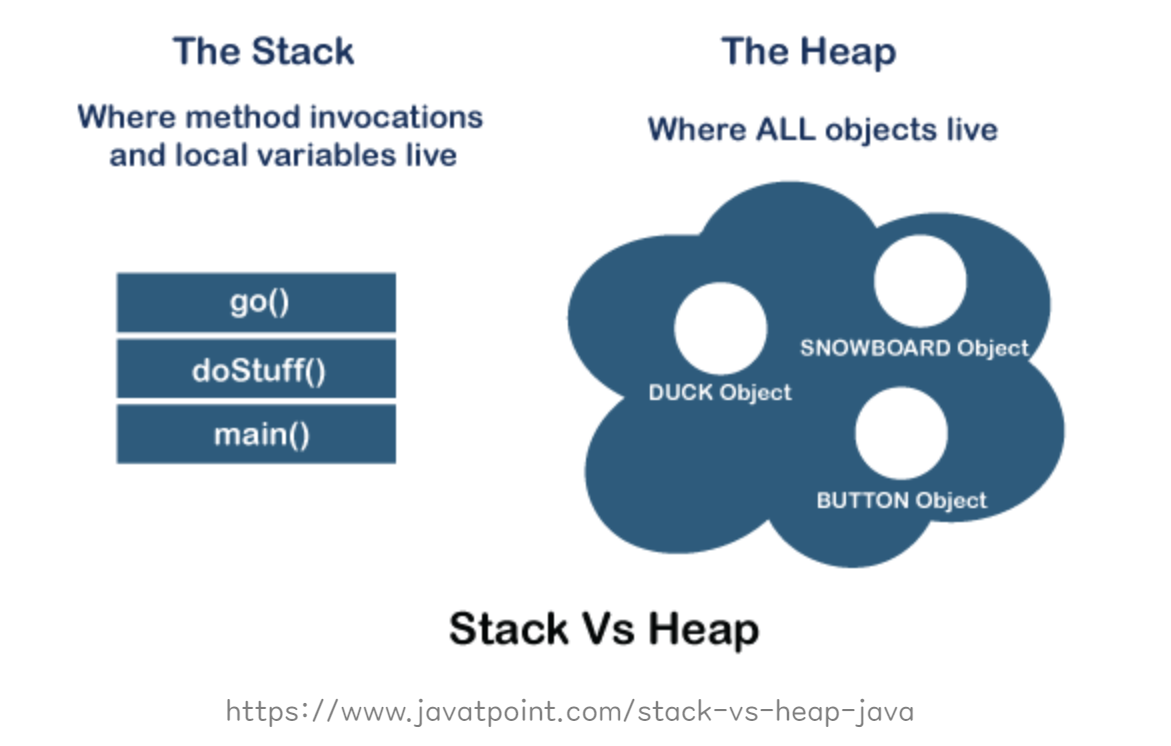 The Stack
Where method invocations
and local variables live
go()
doStuff()
main()
The Heap
Where ALL objects live
SNOWBOARD Object
DUCK Object
BUTTON Object
Stack Vs Heap
https://www.javatpoint.com/stack-vs-heap-java